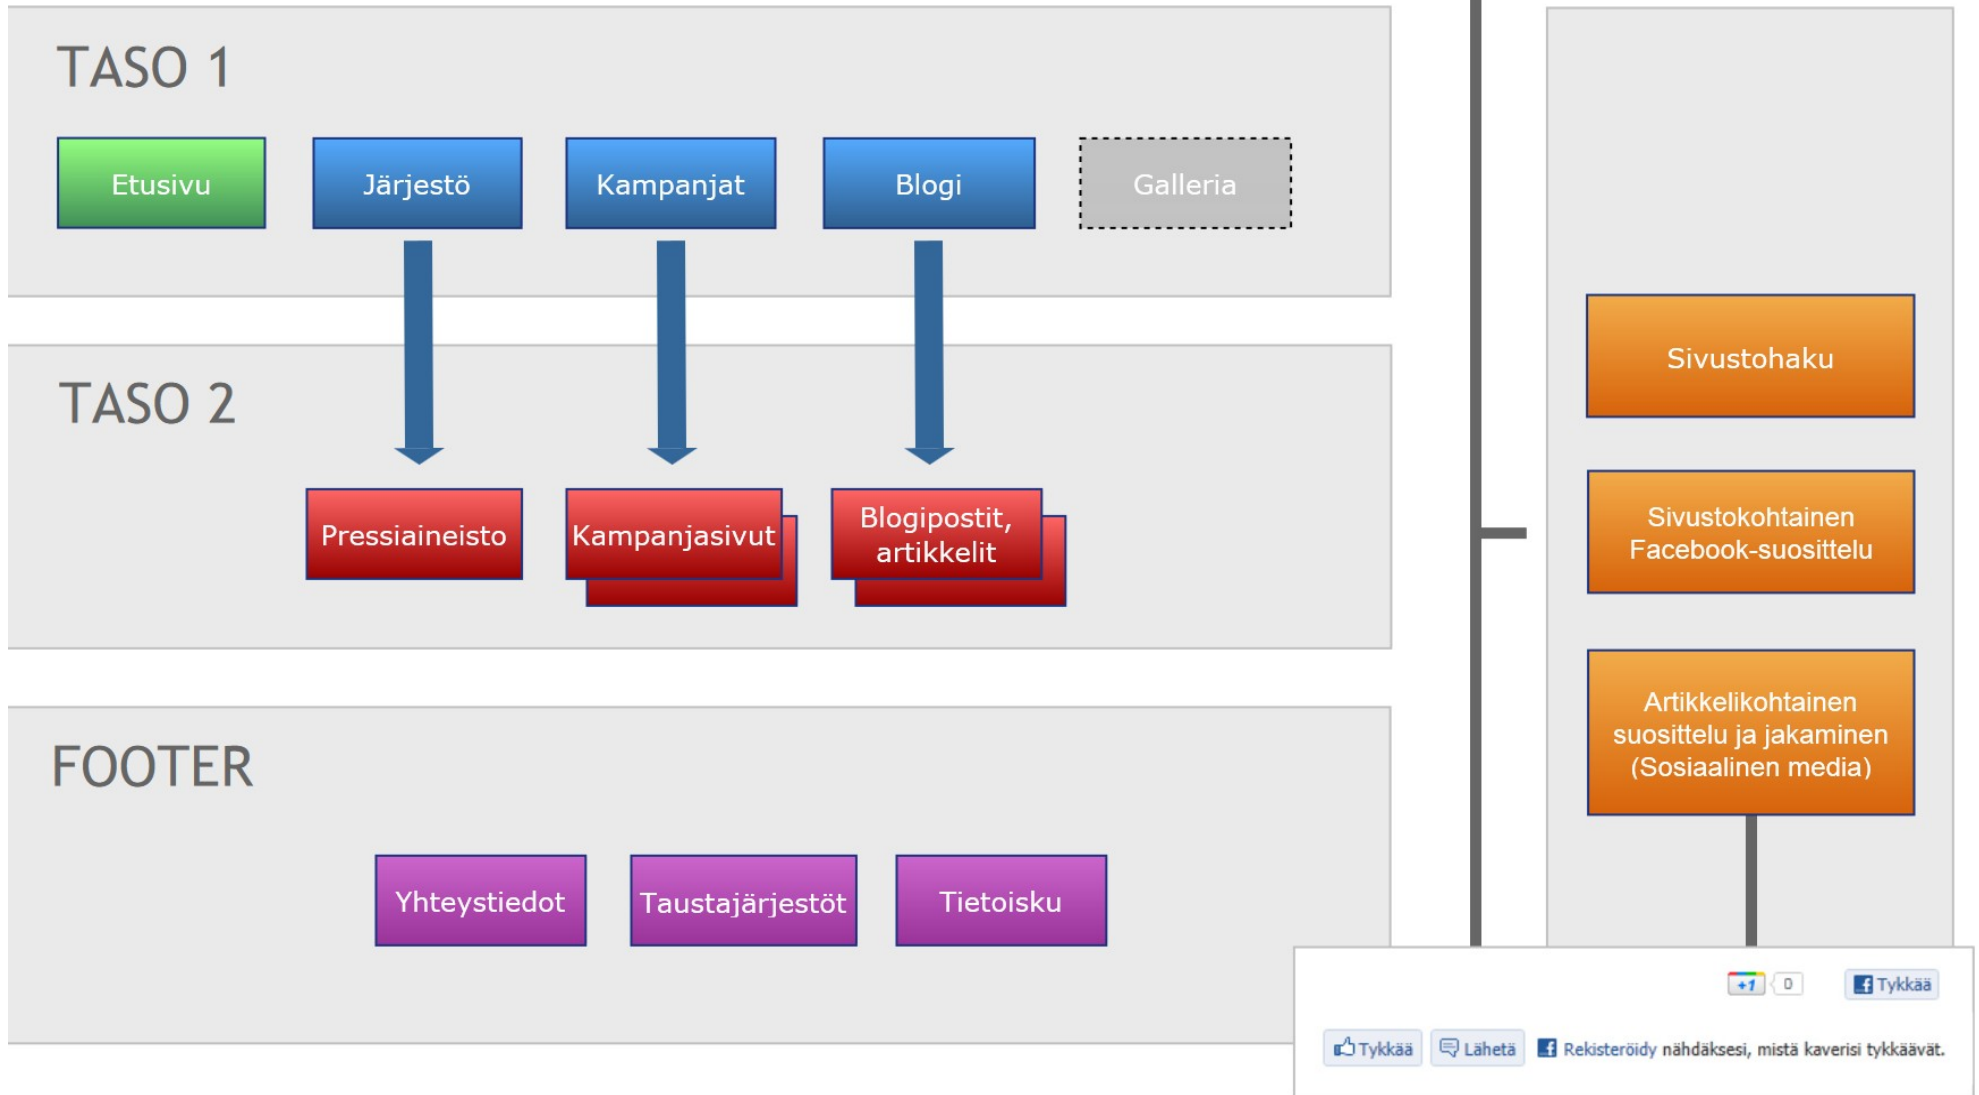 TASO 1
Etusivu
Järjestö
Kampanjat
Blogi
Galleria
TASO 2
Pressiaineisto
Kampanjasivut
Blogipostit,
artikkelit
FOOTER
Yhteystiedot
Taustajärjestöt
Tietoisku
Sivustohaku
Sivustokohtainen
Facebook-suosittelu
Artikkelikohtainen
suosittelu ja jakaminen
(Sosiaalinen media)
+1 0 f Tykkää
Tykkää Lähetä f Rekisteröidy nähdäksesi, mistä kaverisi tykkäävät.